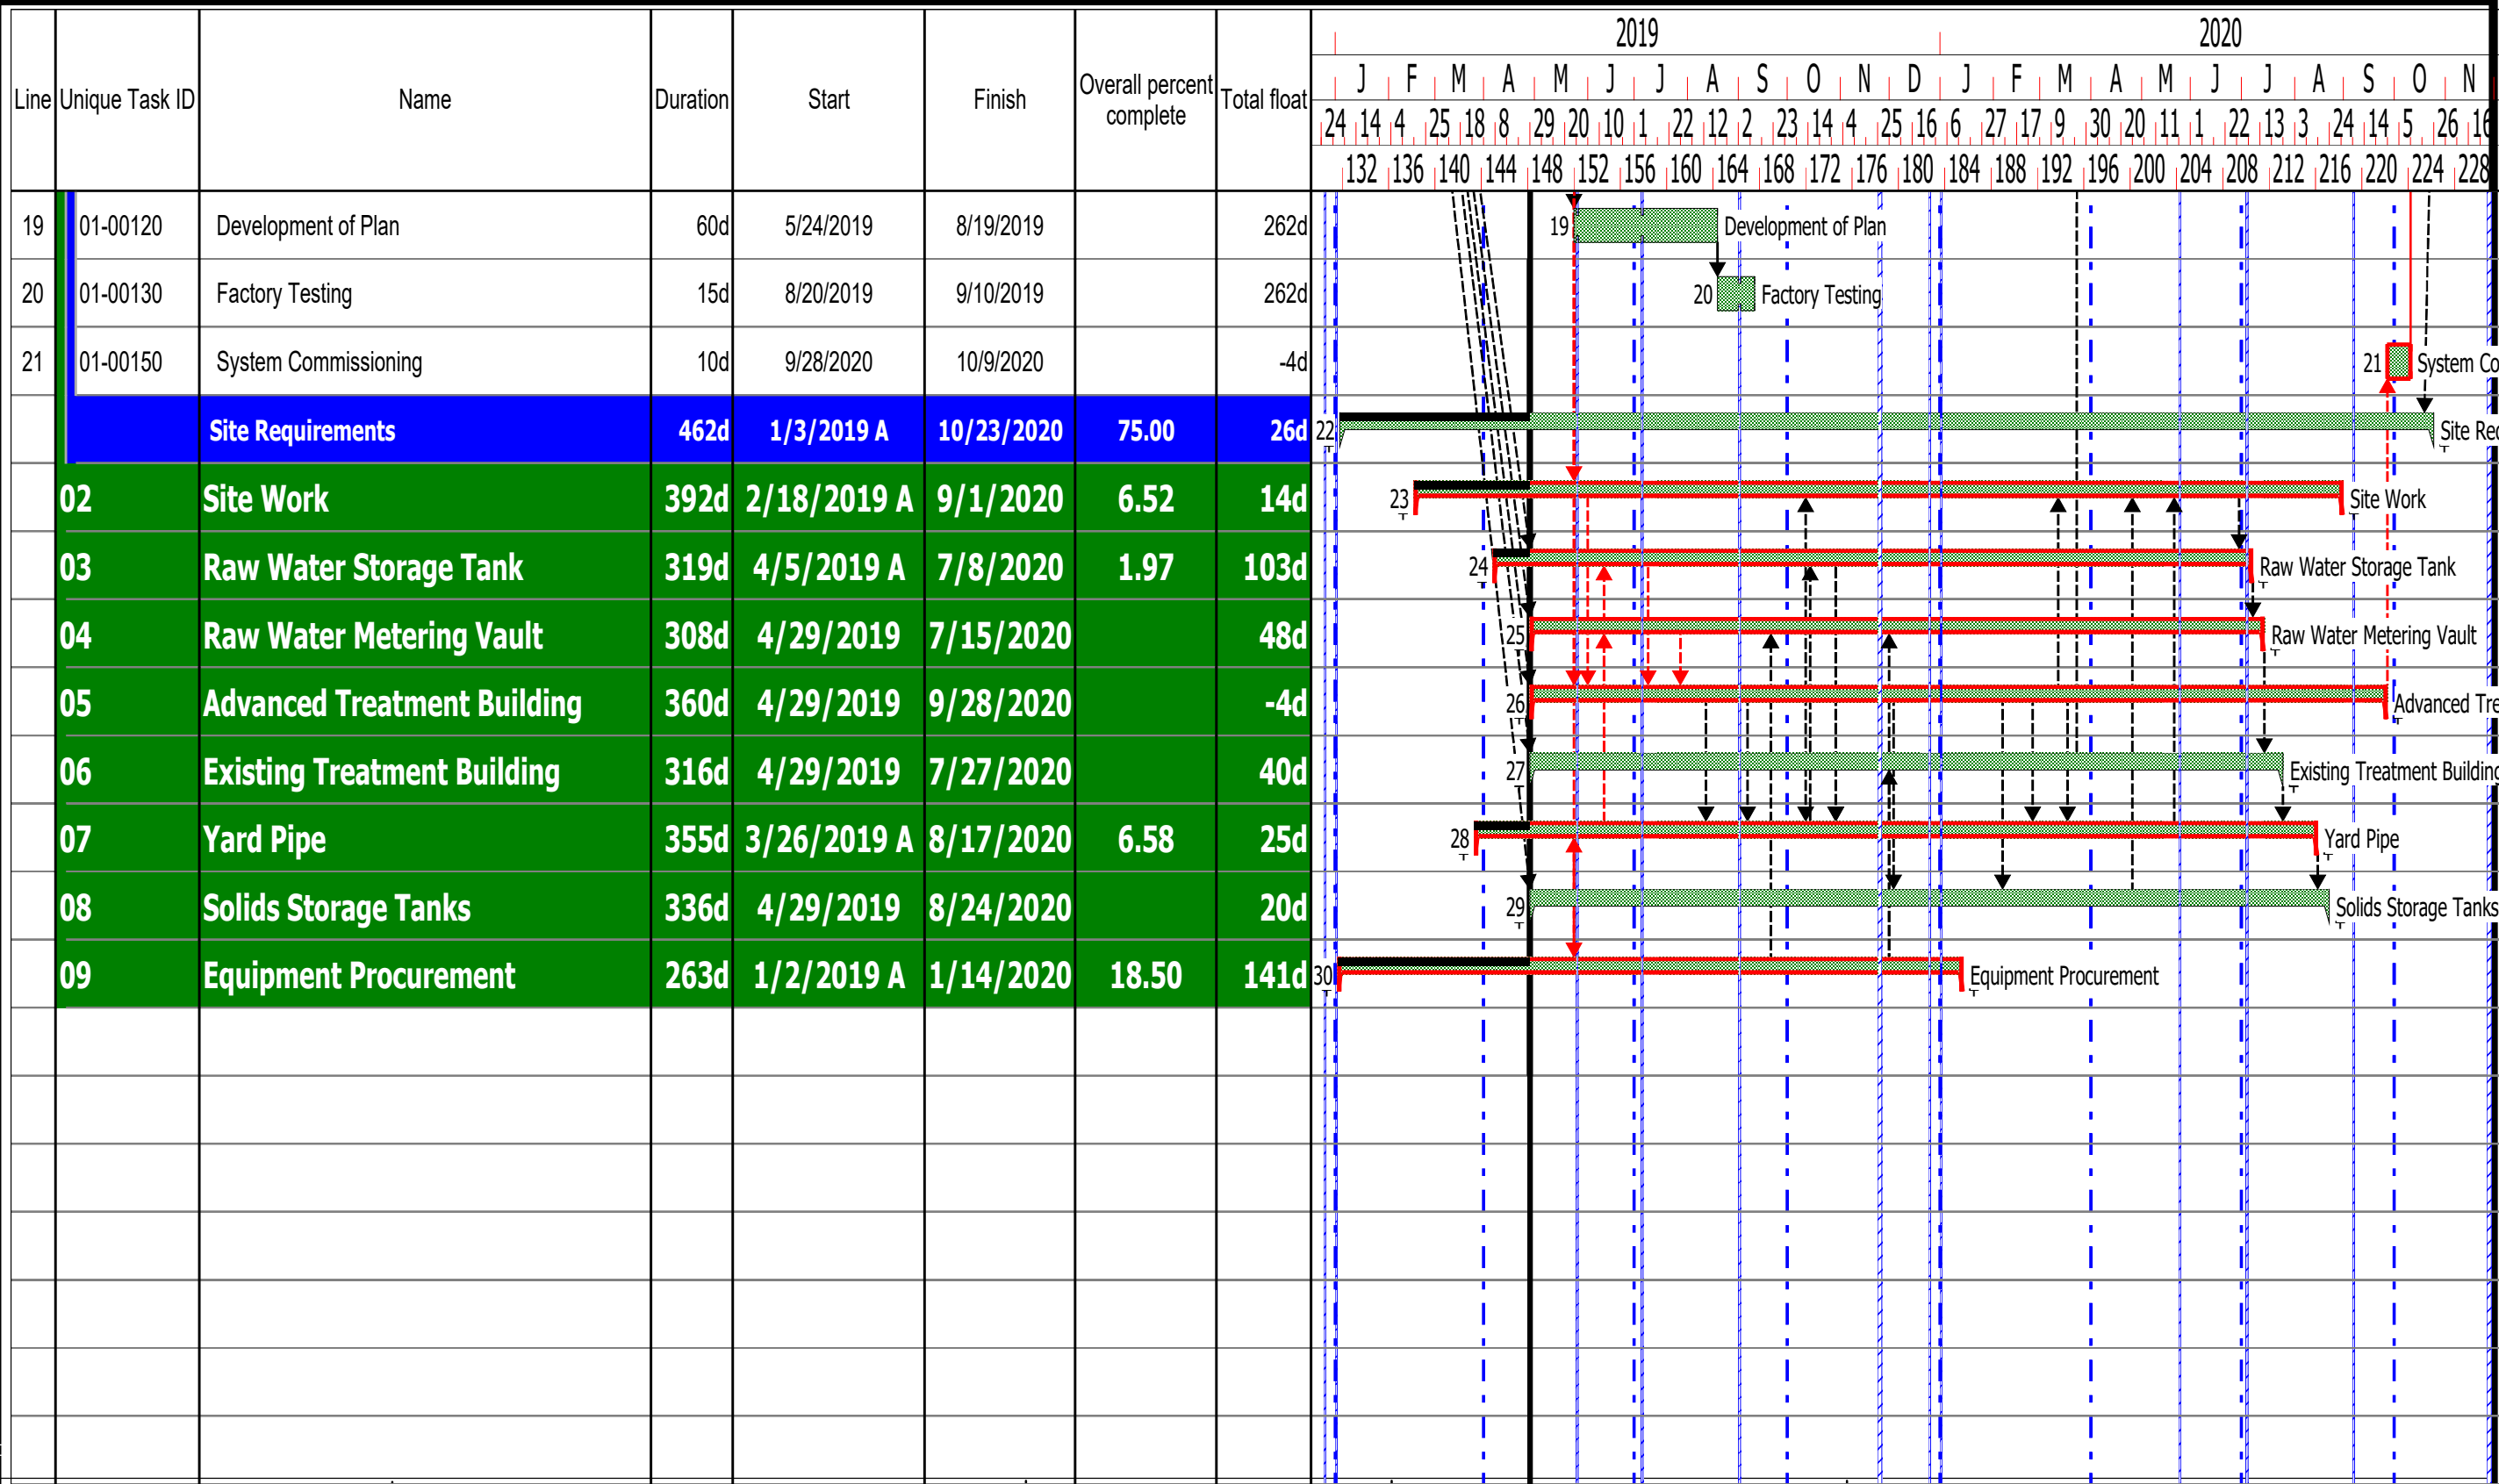 2019 2020
Line Unique Task ID Name Duration Start Finish Overall percent complete Total float
J F M A M J J A S O N D J F M A M J J A S O N
24 14 4 25 18 8 29 20 10 1 22 12 2 23 14 4 25 16 6 27 17 9 30 20 11 1 22 13 3 24 14 5 26 16
132 136 140 144 148 152 156 160 164 168 172 176 180 184 188 192 196 200 204 208 212 216 220 224 228
19 01-00120 Development of Plan 60d 5/24/2019 8/19/2019 262d 19 Development of Plan
20 01-00130 Factory Testing 15d 8/20/2019 9/10/2019 262d 20 Factory Testing
21 01-00150 System Commissioning 10d 9/28/2020 10/9/2020 -4d 21 System Co
Site Requirements 462d 1/3/2019 A 10/23/2020 75.00 26d 22 Site Rec
02 Site Work 392d 2/18/2019 A 9/1/2020 6.52 14d 23 Site Work
03 Raw Water Storage Tank 319d 4/5/2019 A 7/8/2020 1.97 103d 24 Raw Water Storage Tank
04 Raw Water Metering Vault 308d 4/29/2019 7/15/2020 48d 25 Raw Water Metering Vault
05 Advanced Treatment Building 360d 4/29/2019 9/28/2020 -4d 26 Advanced Tre
06 Existing Treatment Building 316d 4/29/2019 7/27/2020 40d 27 Existing Treatment Building
07 Yard Pipe 355d 3/26/2019 A 8/17/2020 6.58 25d 28 Yard Pipe
08 Solids Storage Tanks 336d 4/29/2019 8/24/2020 20d 29 Solids Storage Tanks
09 Equipment Procurement 263d 1/2/2019 A 1/14/2020 18.50 141d 30 Equipment Procurement